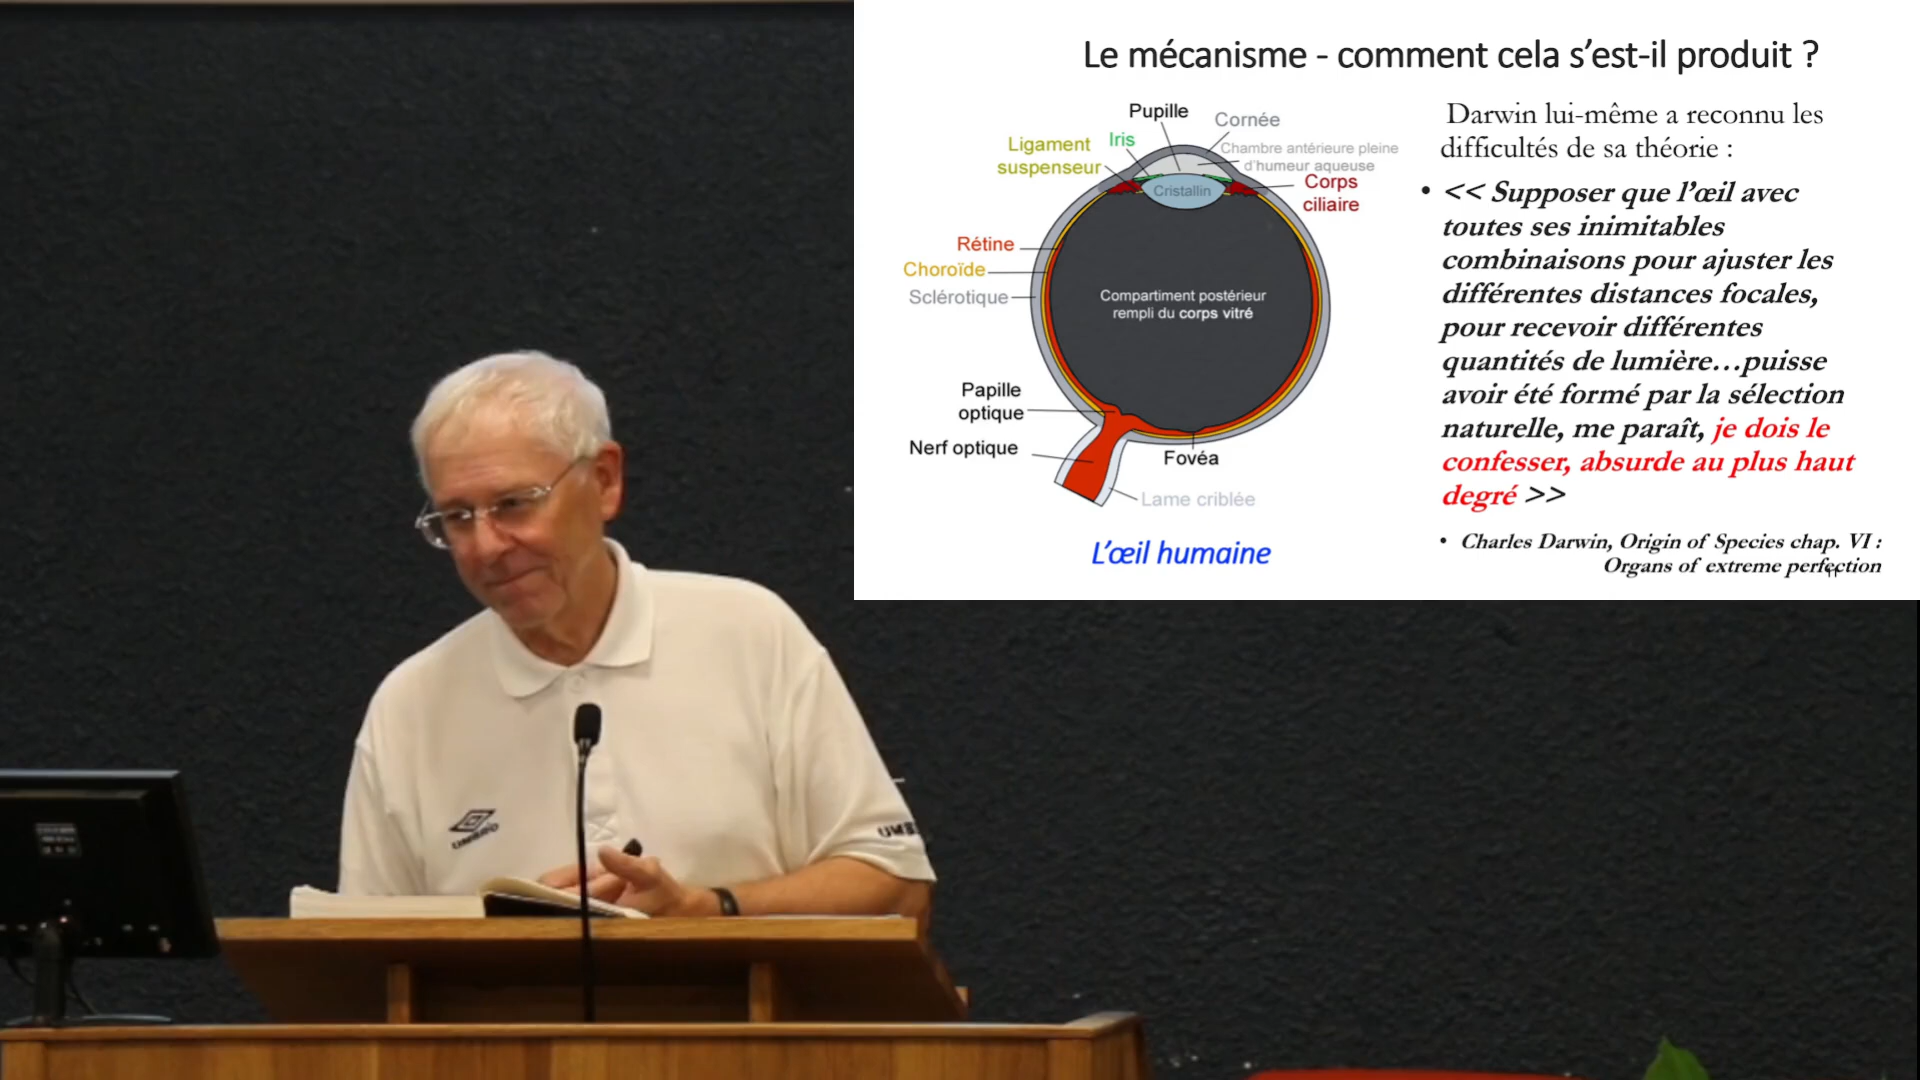 Le mécanisme - comment cela s’est-il produit ?
Pupille
Cornée
Iris
Ligament
suspenseur
Chambre antérieure pleine
d’humeur aqueuse
Corps
ciliaire
Cristallin
Rétine
Choroïde
Sclérotique
Compartiment postérieur
rempli du corps vitré
Papille
optique
Nerf optique
Fovéa
Lame criblée
L’œil humaine
Darwin lui-même a reconnu les
difficultés de sa théorie :
• << Supposer que l’œil avec
toutes ses inimitables
combinaisons pour ajuster les
différentes distances focales,
pour recevoir différentes
quantités de lumière…puisse
avoir été formé par la sélection
naturelle, me paraît, je dois le
confesser, absurde au plus haut
degré >>
• Charles Darwin, Origin of Species chap. VI :
Organs of extreme perfection
11
UMBRO
UMB